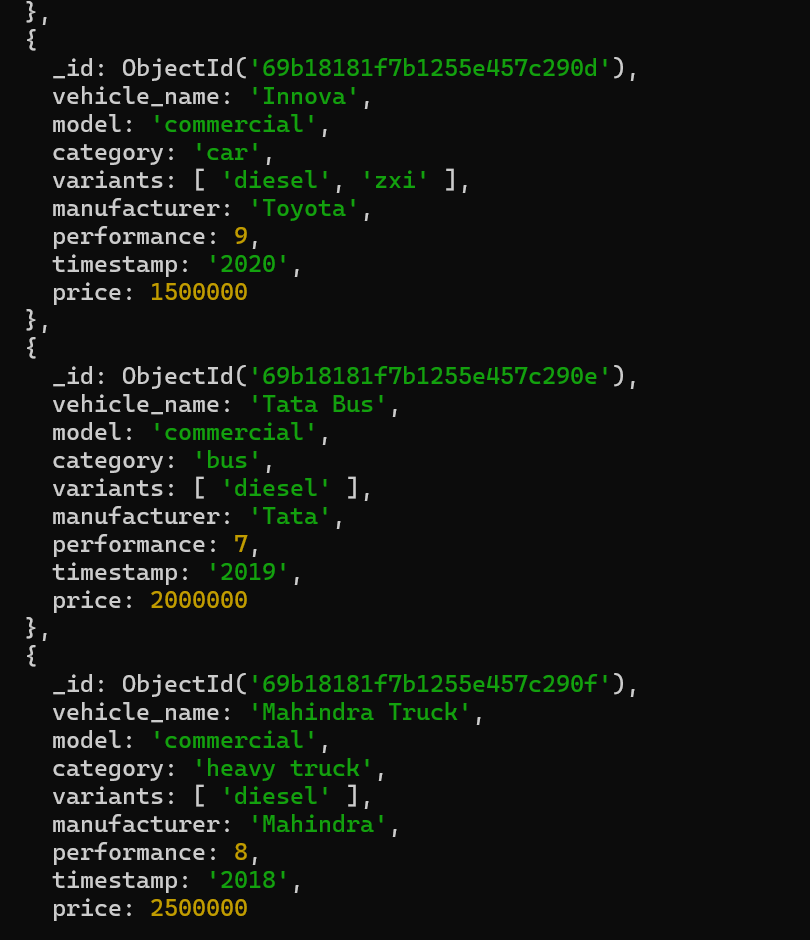 },
{
  _id: ObjectId('69b18181f7b1255e457c290d'),
  vehicle_name: 'Innova',
  model: 'commercial',
  category: 'car',
  variants: [ 'diesel', 'zxi' ],
  manufacturer: 'Toyota',
  performance: 9,
  timestamp: '2020',
  price: 1500000
},
{
  _id: ObjectId('69b18181f7b1255e457c290e'),
  vehicle_name: 'Tata Bus',
  model: 'commercial',
  category: 'bus',
  variants: [ 'diesel' ],
  manufacturer: 'Tata',
  performance: 7,
  timestamp: '2019',
  price: 2000000
},
{
  _id: ObjectId('69b18181f7b1255e457c290f'),
  vehicle_name: 'Mahindra Truck',
  model: 'commercial',
  category: 'heavy truck',
  variants: [ 'diesel' ],
  manufacturer: 'Mahindra',
  performance: 8,
  timestamp: '2018',
  price: 2500000